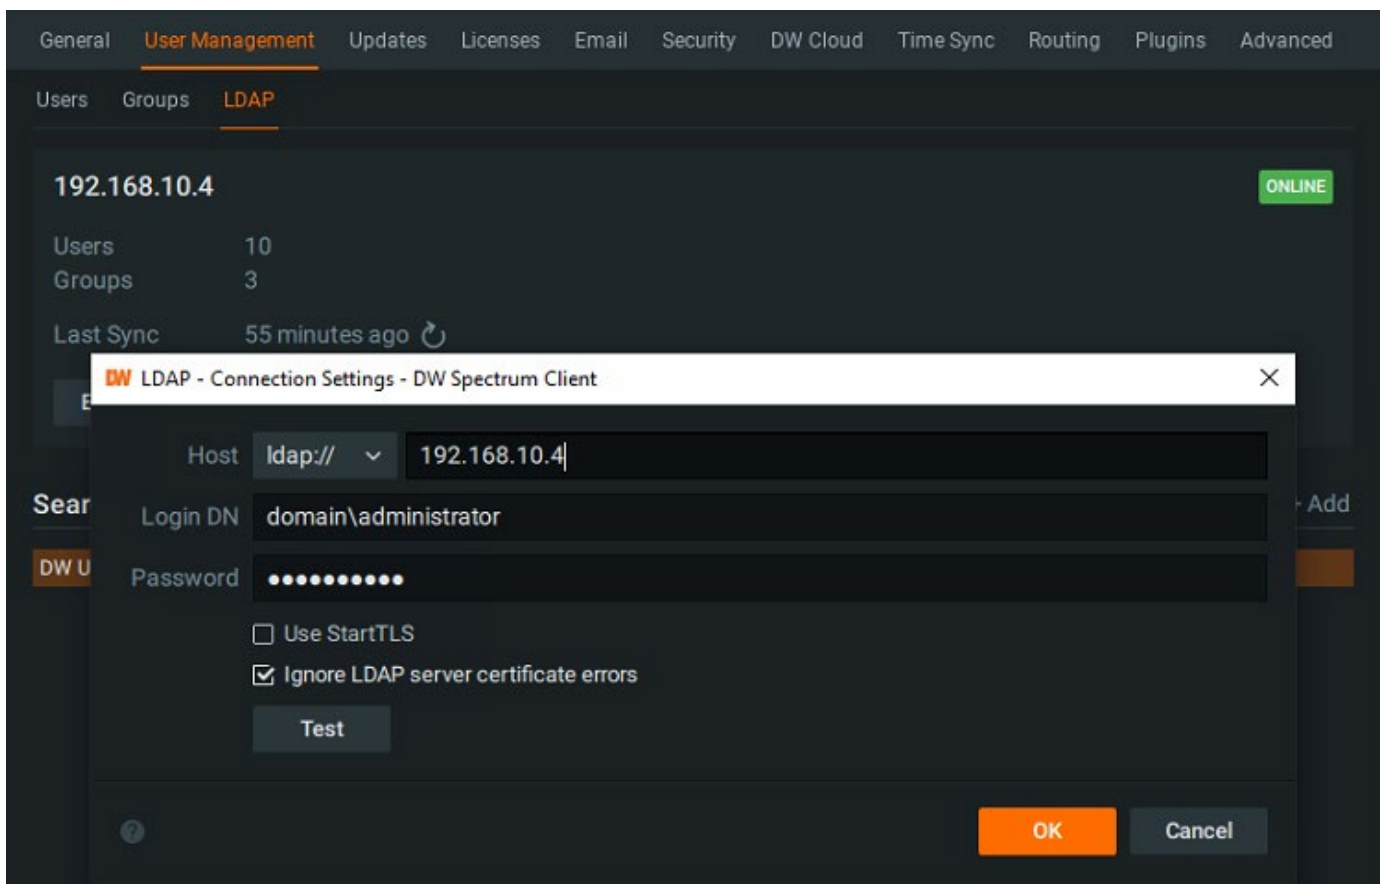 General User Management Updates Licenses Email Security DW Cloud Time Sync Routing Plugins Advanced
Users Groups LDAP
192.168.10.4 ONLINE
Users 10
Groups 3
Last Sync 55 minutes ago
DW LDAP - Connection Settings - DW Spectrum Client
Host ldap:// 192.168.10.4
Sear Add
Login DN domain\administrator
DW U
Password ●●●●●●●●●●
Use StartTLS
Ignore LDAP server certificate errors
Test
OK Cancel